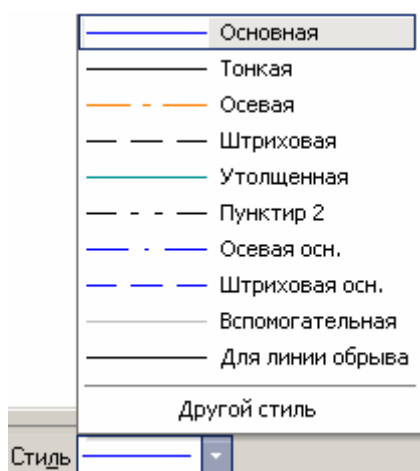 Основная
Тонкая
Осевая
Штриховая
Утолщенная
Пунктир 2
Осевая осн.
Штриховая осн.
Вспомогательная
Для линии обрыва
Другой стиль
Стиль